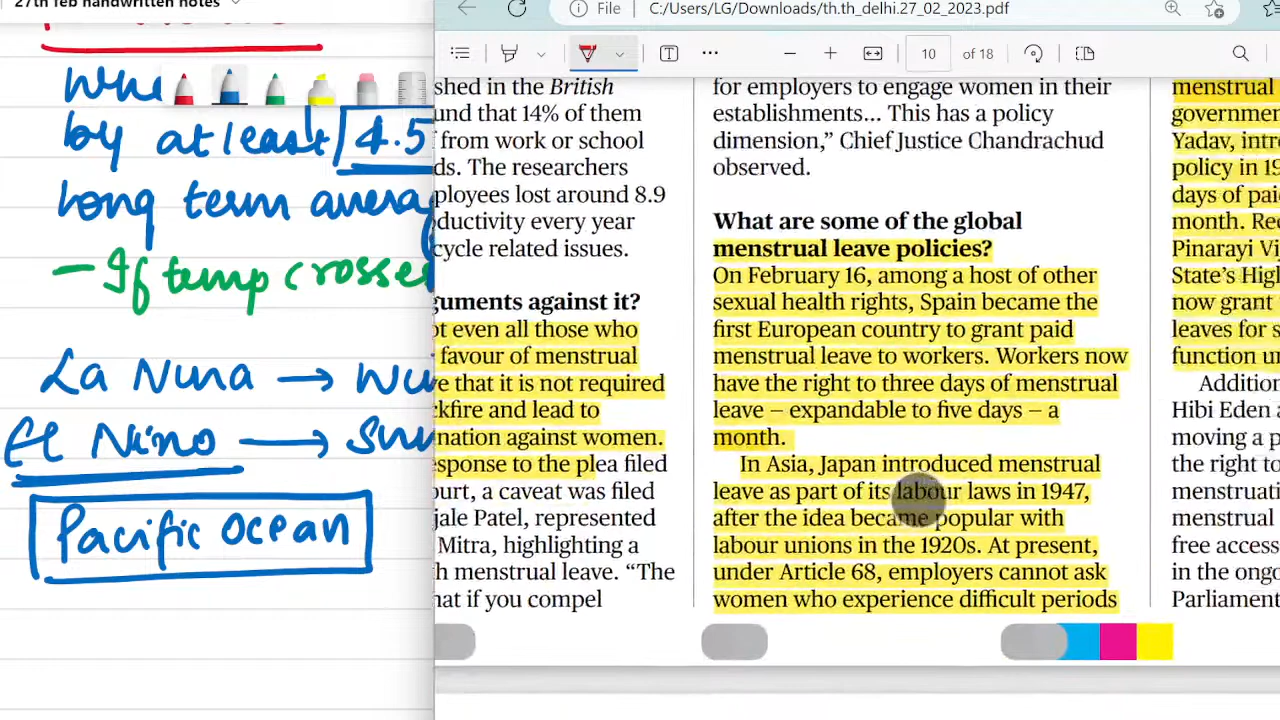 27th feb handwritten notes
by at least 4.5
long term averag
- If temp crosse
La Nina →
El Nino →
Pacific ocean
File C:/Users/LG/Downloads/th.th_delhi.27_02_2023.pdf
10 of 18
shed in the British
und that 14% of them
from work or school
ds. The researchers
ployees lost around 8.9
ductivity every year
cycle related issues.
guments against it?
ot even all those who
favour of menstrual
ve that it is not required
ckfire and lead to
nation against women.
esponse to the plea filed
ourt, a caveat was filed
jale Patel, represented
Mitra, highlighting a
h menstrual leave. “The
hat if you compel
for employers to engage women in their
establishments... This has a policy
dimension,” Chief Justice Chandrachud
observed.
What are some of the global
menstrual leave policies?
On February 16, among a host of other
sexual health rights, Spain became the
first European country to grant paid
menstrual leave to workers. Workers now
have the right to three days of menstrual
leave – expandable to five days – a
month.
In Asia, Japan introduced menstrual
leave as part of its labour laws in 1947,
after the idea became popular with
labour unions in the 1920s. At present,
under Article 68, employers cannot ask
women who experience difficult periods
menstrual
governmen
Yadav, intro
policy in 19
days of paid
month. Rec
Pinarayi Vij
State's High
now grant
leaves for s
function un
Addition
Hibi Eden a
moving a p
the right to
menstruati
menstrual
free access
in the ongo
Parliament